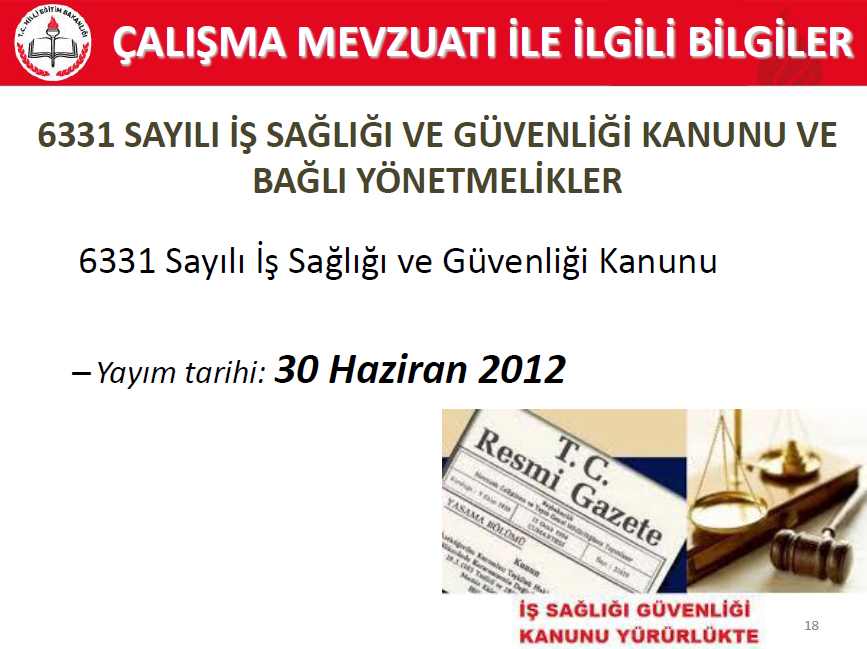 T.C. MİLLİ EĞİTİM BAKANLIĞI
ÇALIŞMA MEVZUATI İLE İLGİLİ BİLGİLER
6331 SAYILI İŞ SAĞLIĞI VE GÜVENLİĞİ KANUNU VE
BAĞLI YÖNETMELİKLER
6331 Sayılı İş Sağlığı ve Güvenliği Kanunu
– Yayım tarihi: 30 Haziran 2012
T.C.
Resmi Gazete
YASAMA BÖLÜMÜ
Kanun
İŞ SAĞLIĞI GÜVENLİĞİ
KANUNU YÜRÜRLÜKTE
18